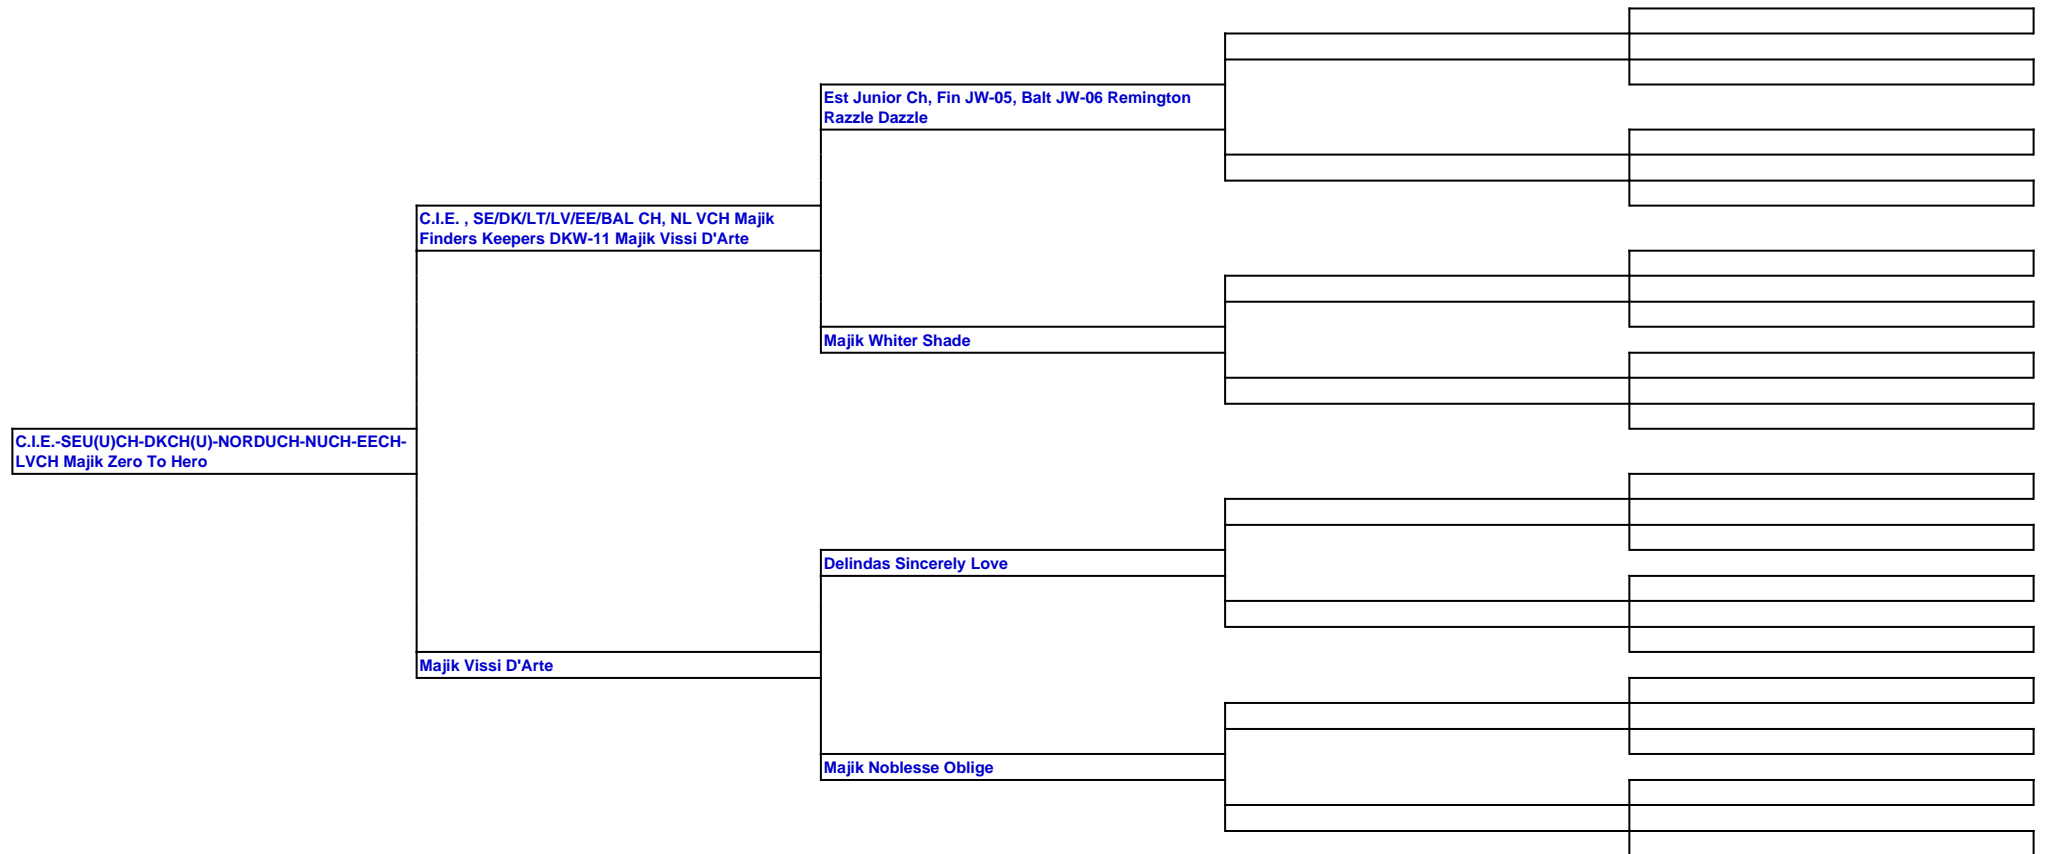 Est Junior Ch, Fin JW-05, Balt JW-06 Remington
Razzle Dazzle
C.I.E. , SE/DK/LT/LV/EE/BAL CH, NL VCH Majik
Finders Keepers DKW-11 Majik Vissi D'Arte
Majik Whiter Shade
C.I.E.-SEU(U)CH-DKCH(U)-NORDUCH-NUCH-EECH-
LVCH Majik Zero To Hero
Delindas Sincerely Love
Majik Vissi D'Arte
Majik Noblesse Oblige